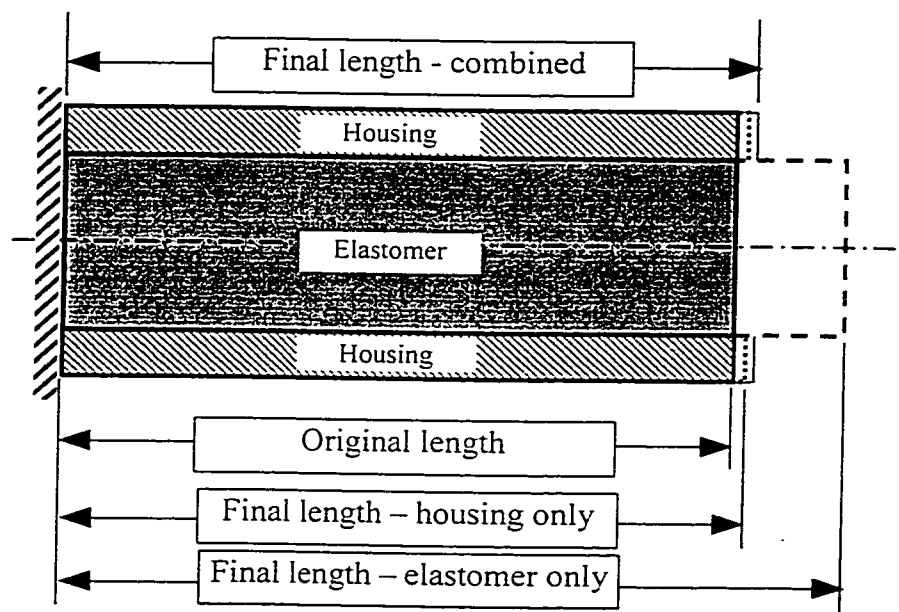 Final length - combined
Housing
Elastomer
Housing
Original length
Final length – housing only
Final length – elastomer only